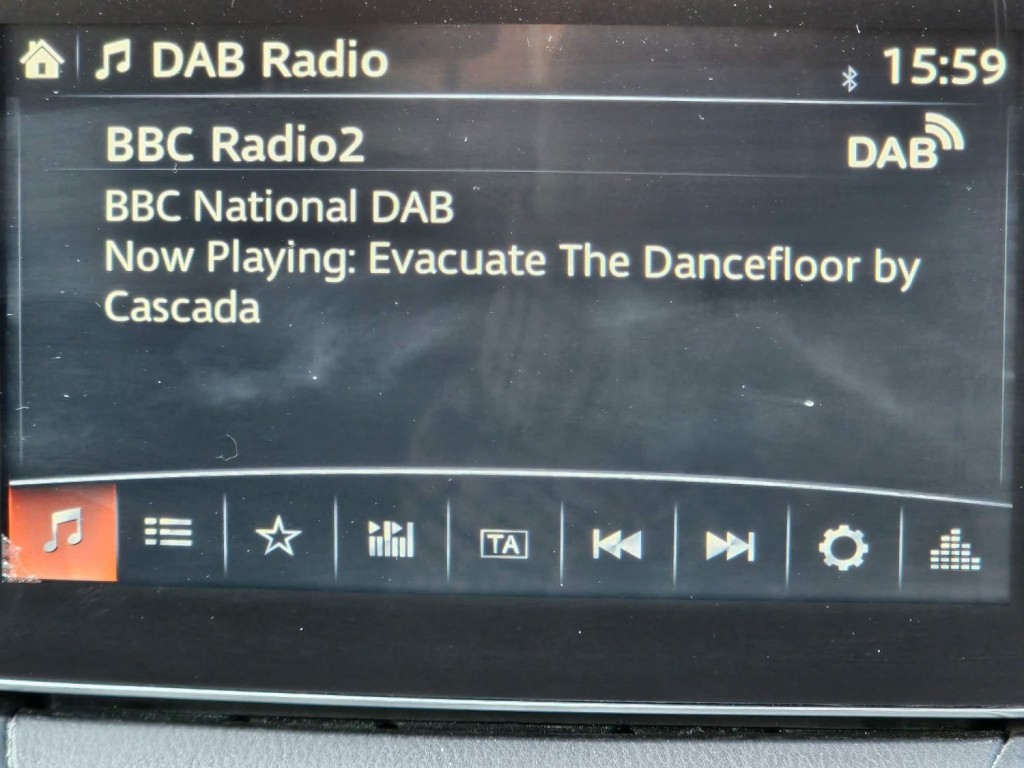 DAB Radio
15:59
BBC Radio2
DAB
BBC National DAB
Now Playing: Evacuate The Dancefloor by
Cascada
TA